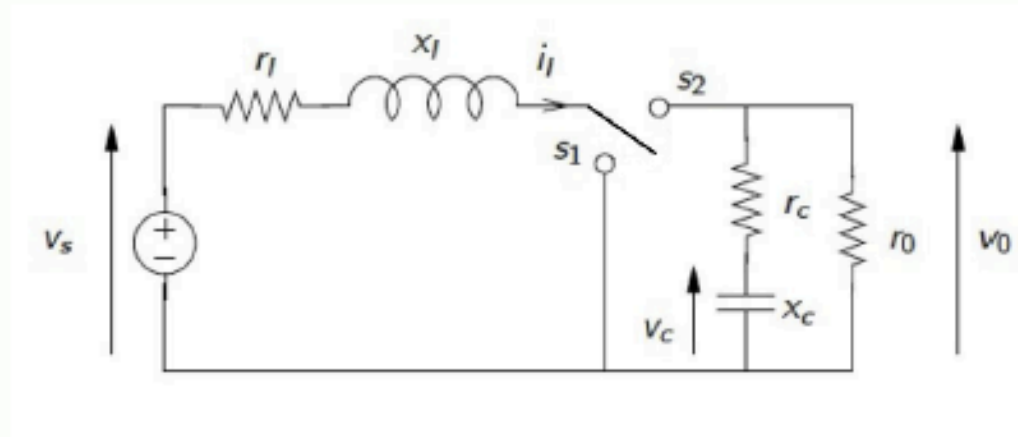 r_l
x_l
i_l
s_2
s_1
v_s
+
−
r_c
r_0
v_0
v_c
x_c